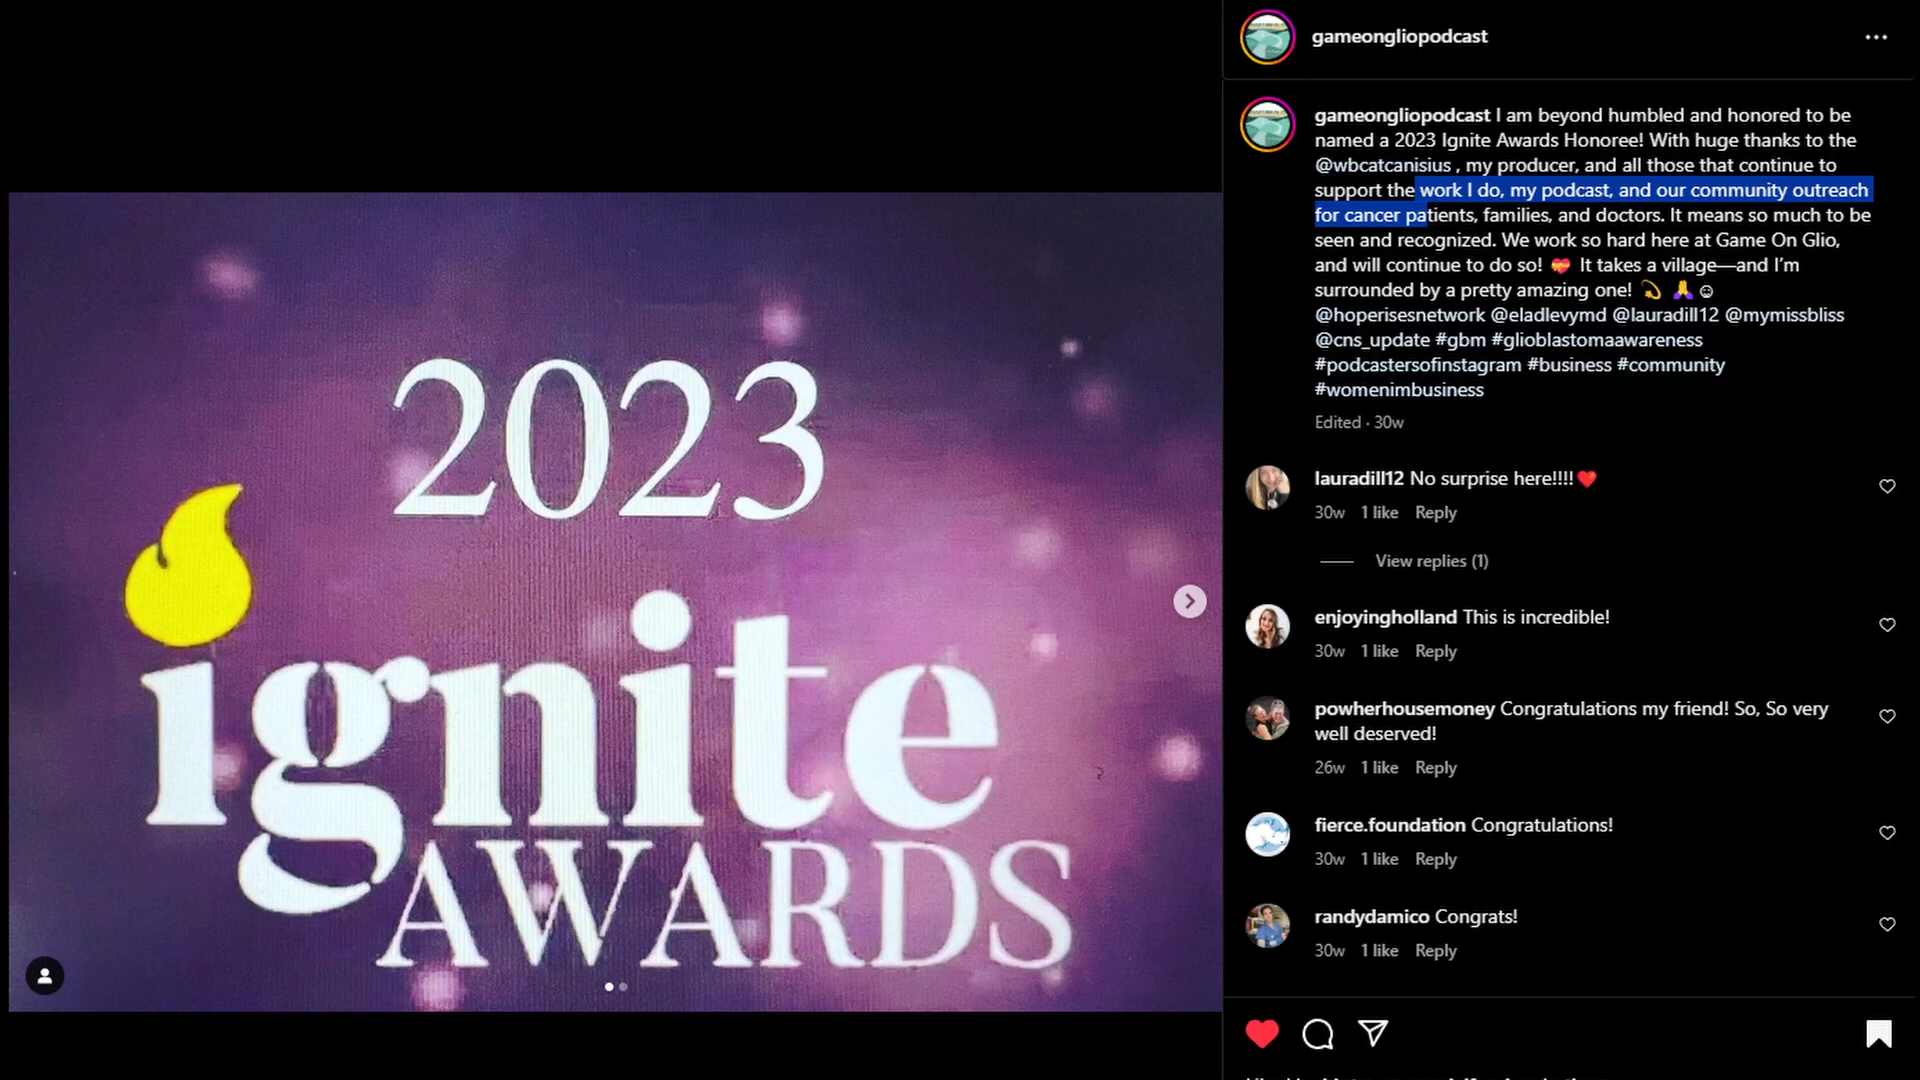 2023
ignite
AWARDS
gameongliopodcast
gameongliopodcast I am beyond humbled and honored to be
named a 2023 Ignite Awards Honoree! With huge thanks to the
@wbcatcanisius , my producer, and all those that continue to
support the work I do, my podcast, and our community outreach
for cancer patients, families, and doctors. It means so much to be
seen and recognized. We work so hard here at Game On Glio,
and will continue to do so! 💝 It takes a village—and I’m
surrounded by a pretty amazing one! 💫 🙏☺
@hoperisesnetwork @eladlevymd @lauradill12 @mymissbliss
@cns_update #gbm #glioblastomaawareness
#podcastersofinstagram #business #community
#womenimbusiness
Edited · 30w
lauradill12 No surprise here!!!!❤️
30w 1 like Reply
View replies (1)
enjoyingholland This is incredible!
30w 1 like Reply
powherhousemoney Congratulations my friend! So, So very
well deserved!
26w 1 like Reply
fierce.foundation Congratulations!
30w 1 like Reply
randydamico Congrats!
30w 1 like Reply